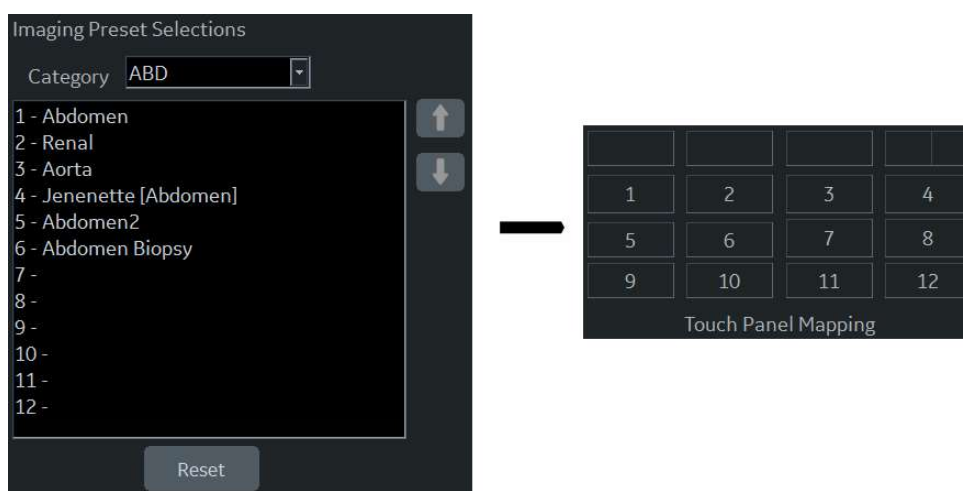 Imaging Preset Selections
Category ABD
1 - Abdomen
2 - Renal
3 - Aorta
4 - Jenenette [Abdomen]
5 - Abdomen2
6 - Abdomen Biopsy
7 -
8 -
9 -
10 -
11 -
12 -
Reset
1 2 3 4
5 6 7 8
9 10 11 12
Touch Panel Mapping